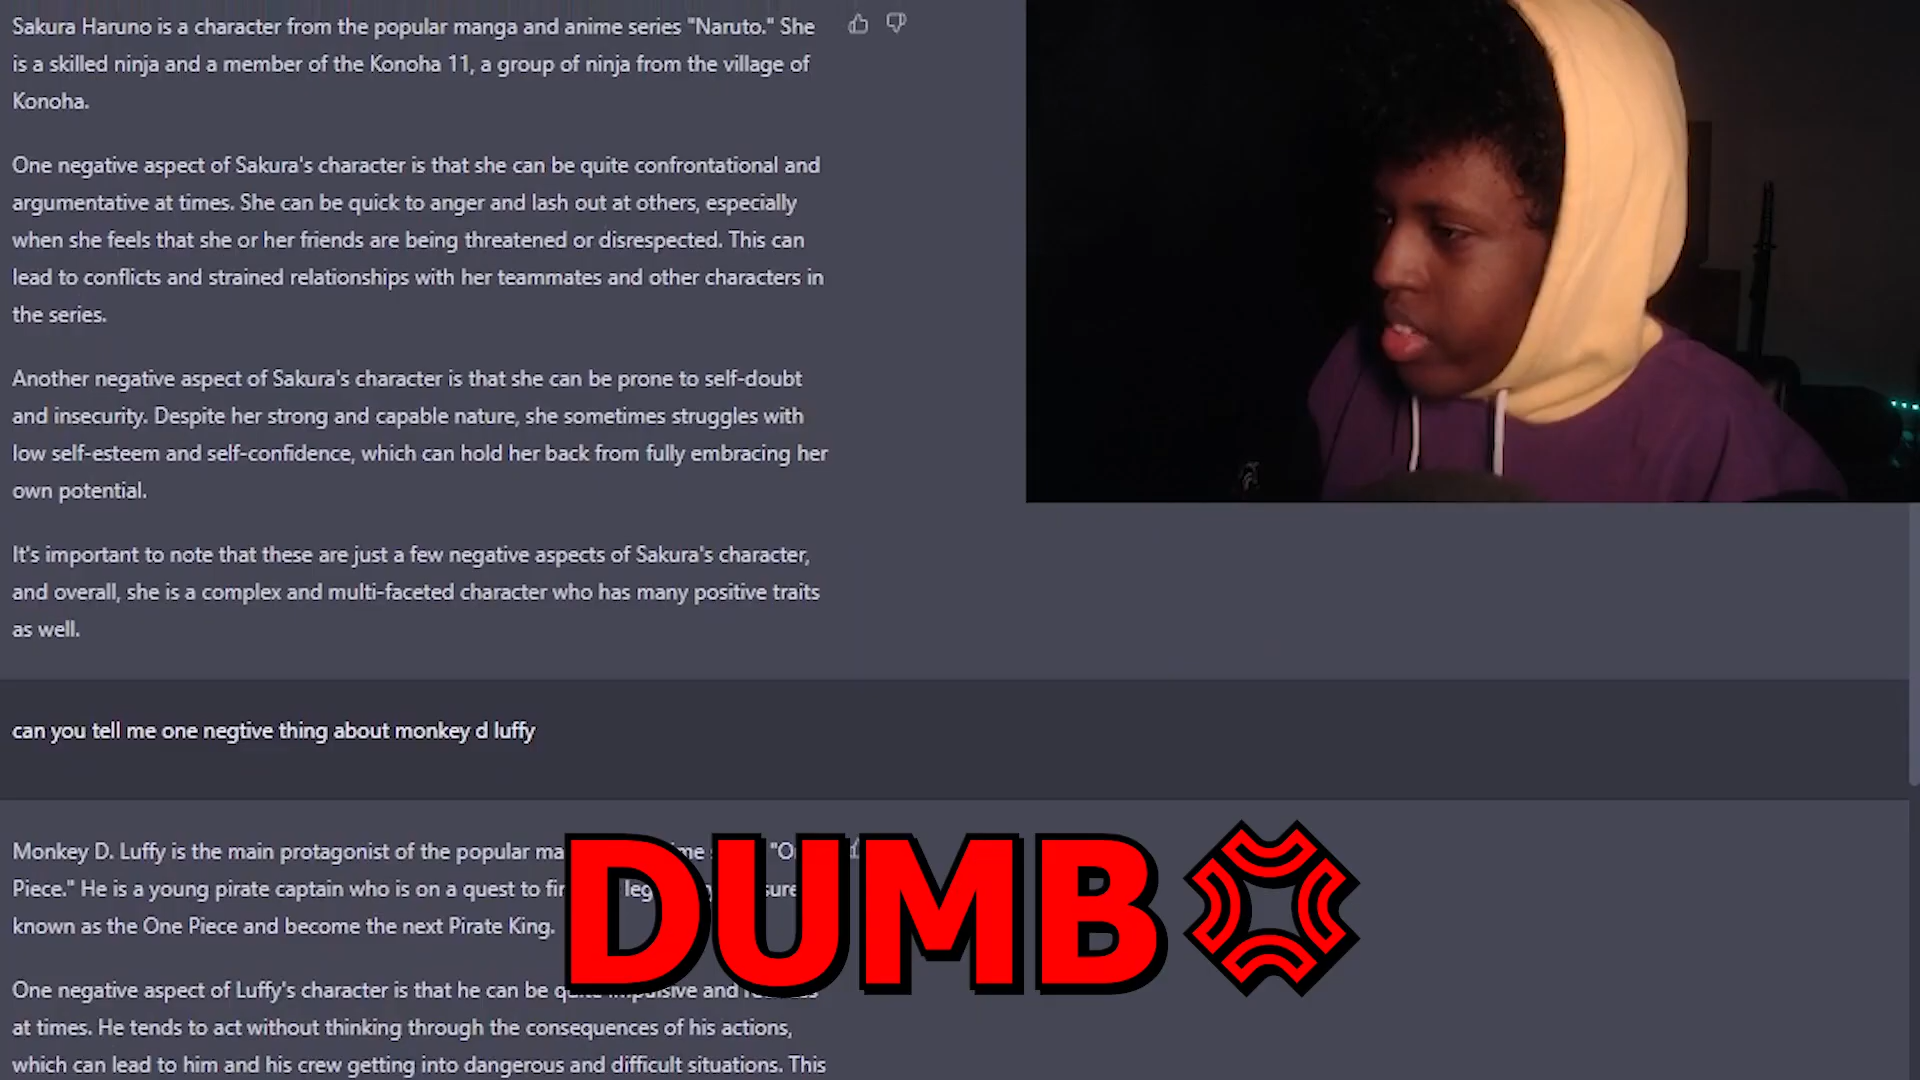 Sakura Haruno is a character from the popular manga and anime series "Naruto." She
is a skilled ninja and a member of the Konoha 11, a group of ninja from the village of
Konoha.
One negative aspect of Sakura's character is that she can be quite confrontational and
argumentative at times. She can be quick to anger and lash out at others, especially
when she feels that she or her friends are being threatened or disrespected. This can
lead to conflicts and strained relationships with her teammates and other characters in
the series.
Another negative aspect of Sakura's character is that she can be prone to self-doubt
and insecurity. Despite her strong and capable nature, she sometimes struggles with
low self-esteem and self-confidence, which can hold her back from fully embracing her
own potential.
It's important to note that these are just a few negative aspects of Sakura's character,
and overall, she is a complex and multi-faceted character who has many positive traits
as well.
can you tell me one negtive thing about monkey d luffy
Monkey D. Luffy is the main protagonist of the popular
Piece." He is a young pirate captain who is on a quest to
known as the One Piece and become the next Pirate King.
DUMB
One negative aspect of Luffy's character is that he can be impulsive and
at times. He tends to act without thinking through the consequences of his actions,
which can lead to him and his crew getting into dangerous and difficult situations. This